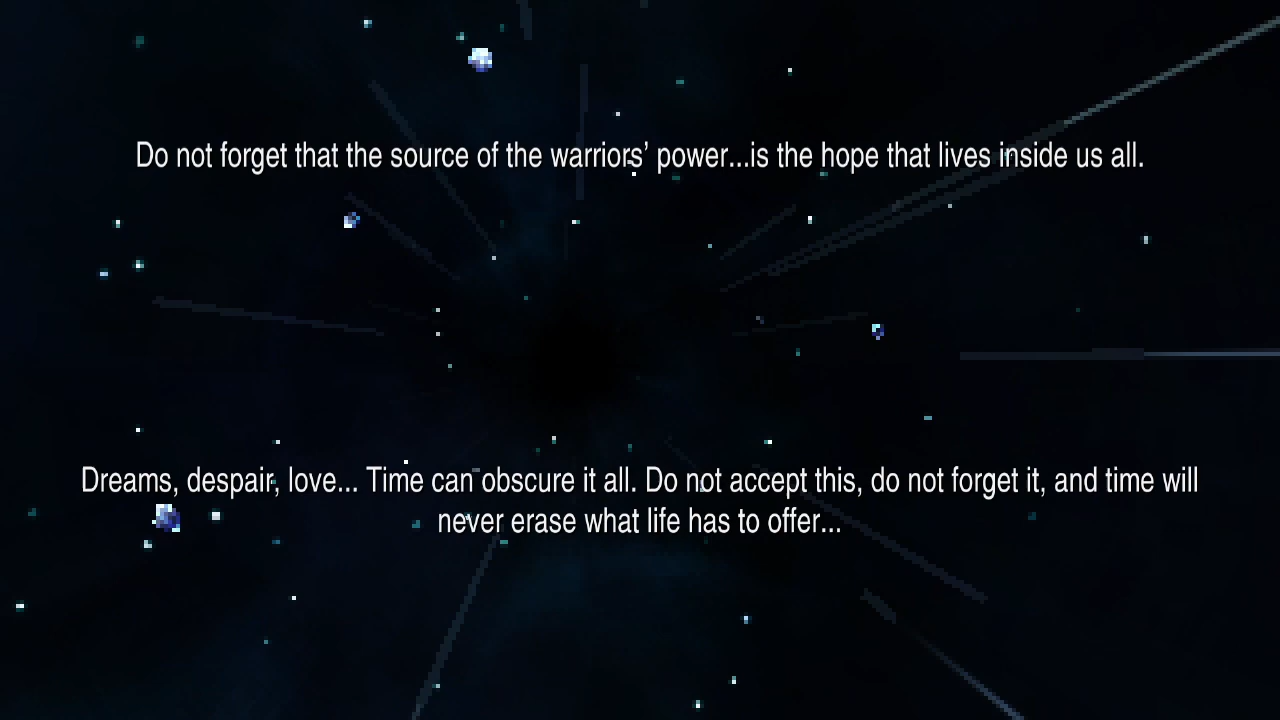 Do not forget that the source of the warriors’ power...is the hope that lives inside us all.
Dreams, despair, love... Time can obscure it all. Do not accept this, do not forget it, and time will
never erase what life has to offer...